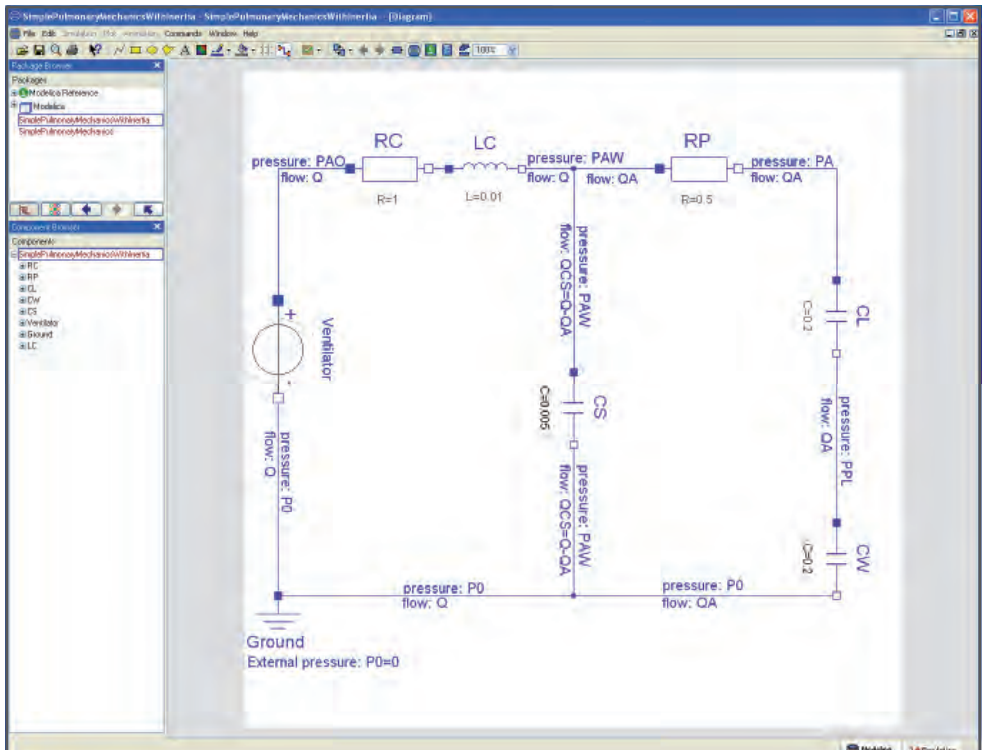 SimplePulmonaryMechanicsWithInertia - SimplePulmonaryMechanicsWithInertia - [Diagram]
File Edit Simulation Plot Animation Commands Window Help
100%
Package Browser
Packages
Modelica Reference
Modelica
SimplePulmonaryMechanicsWithInertia
SimplePulmonaryMechanics
Component Browser
Components
SimplePulmonaryMechanicsWithInertia
RC
RP
CL
CW
CS
Ventilator
Ground
LC
RC
LC
RP
pressure: PAO
flow: Q
R=1
L=0.01
pressure: PAW
flow: Q
flow: QA
R=0.5
pressure: PA
flow: QA
pressure: PAW
flow: QCS=Q-QA
+
-
Ventilator
C=0.2
CL
CS
C=0.005
pressure: P0
flow: Q
pressure: PPL
flow: QA
pressure: PAW
flow: QCS=Q-QA
C=0.2
CW
pressure: P0
flow: Q
pressure: P0
flow: QA
Ground
External pressure: P0=0
Modeling